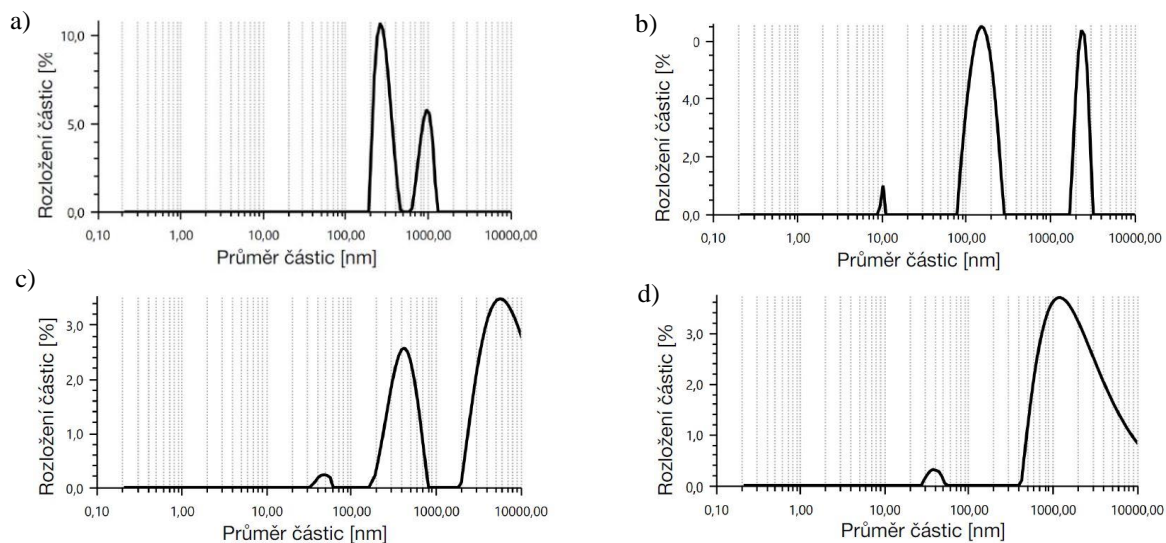 a)
Rozložení částic [%
10,0
5,0
0,0
0,10 1,00 10,00 100,00 1000,00 10000,00
Průměr částic [nm]
b)
Rozložení částic [%
0
4,0
2,0
0,0
0,10 1,00 10,00 100,00 1000,00 10000,00
Průměr částic [nm]
c)
Rozložení částic [%]
3,0
2,0
1,0
0,0
0,10 1,00 10,00 100,00 1000,00 10000,00
Průměr částic [nm]
d)
Rozložení částic [%
3,0
2,0
1,0
0,0
0,10 1,00 10,00 100,00 1000,00 10000,00
Průměr částic [nm]